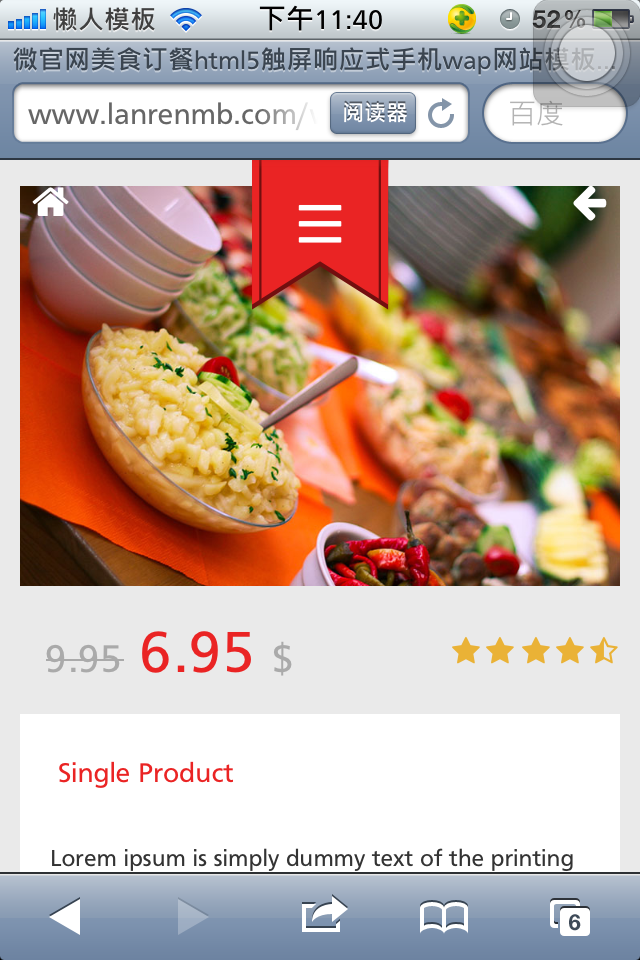 懒人模板 下午11:40 52%
微官网美食订餐html5触屏响应式手机wap网站模板...
www.lanrenmb.com/ 阅读器 百度
9.95 6.95 $
Single Product
Lorem ipsum is simply dummy text of the printing
6